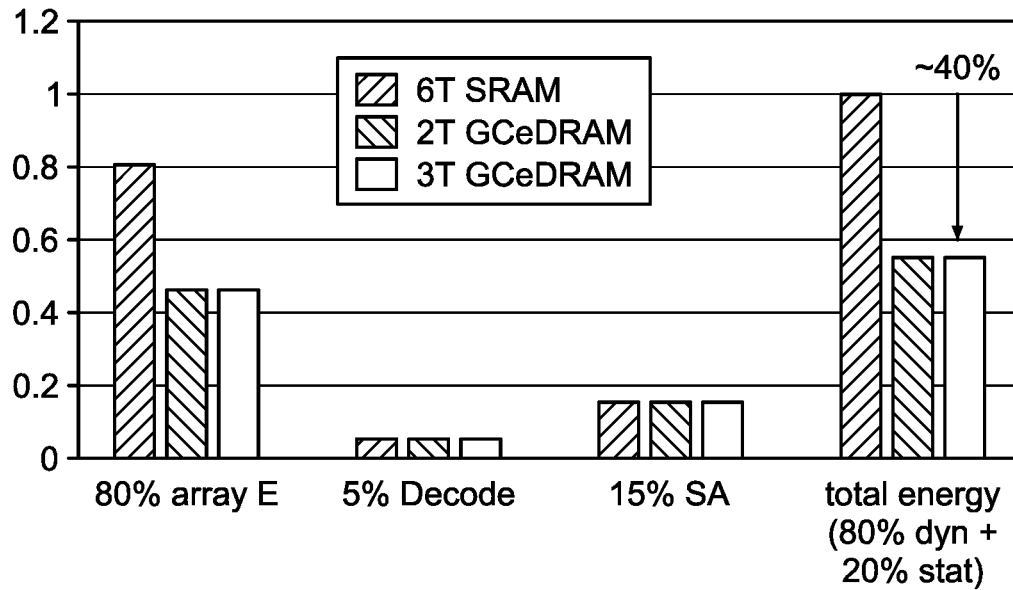 1.2
1
0.8
0.6
0.4
0.2
0
6T SRAM
2T GCeDRAM
3T GCeDRAM
~40%
80% array E
5% Decode
15% SA
total energy
(80% dyn +
20% stat)